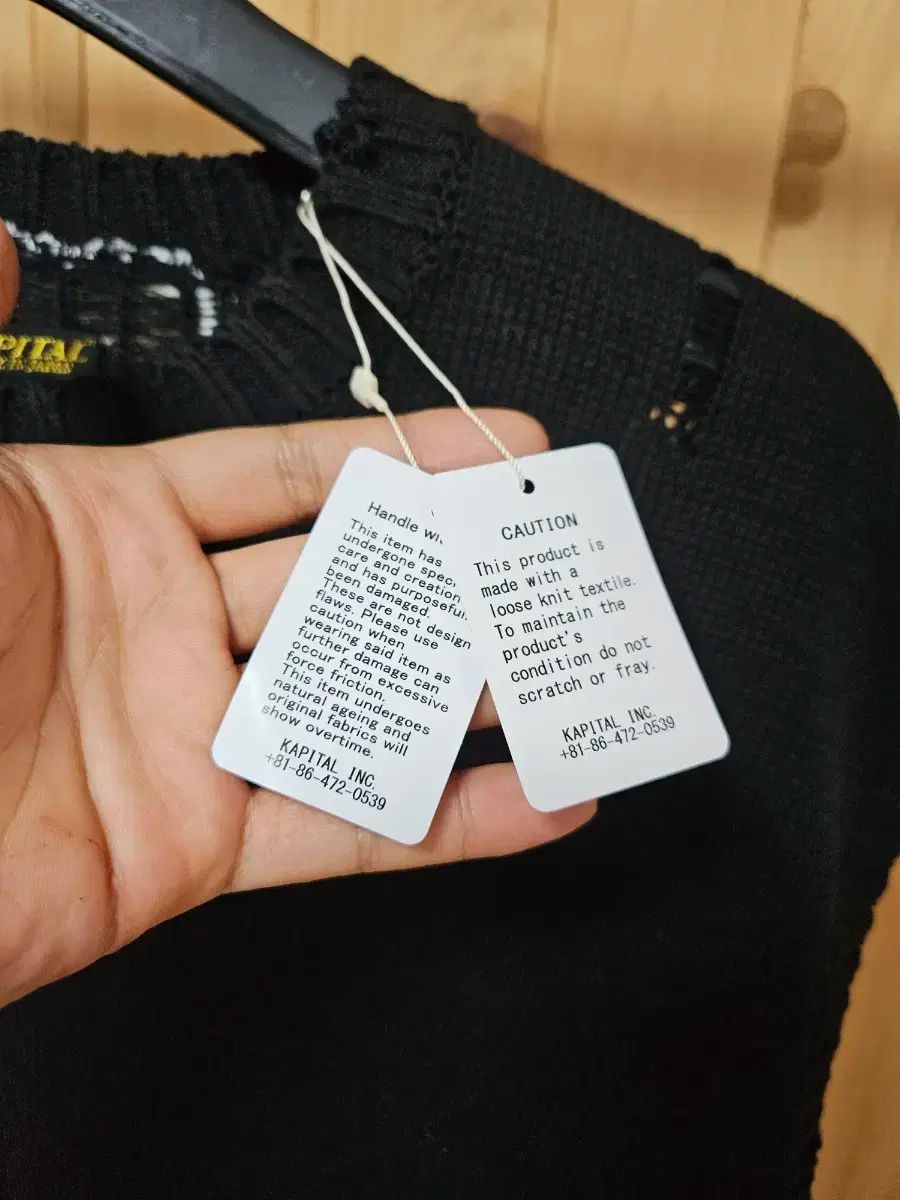 PITAL
Handle
This item has
undergone
care and creation
and has
been damaged.
These are not design
flaws. Please use
caution when
wearing said item as
further damage can
occur from excessive
force friction.
This item undergoes
natural ageing and
original fabrics will
show overtime.
KAPITAL INC.
+81-86-472-0539
CAUTION
This product is
made with a
loose knit textile.
To maintain the
product's
condition do not
scratch or fray.
KAPITAL INC.
+81-86-472-0539